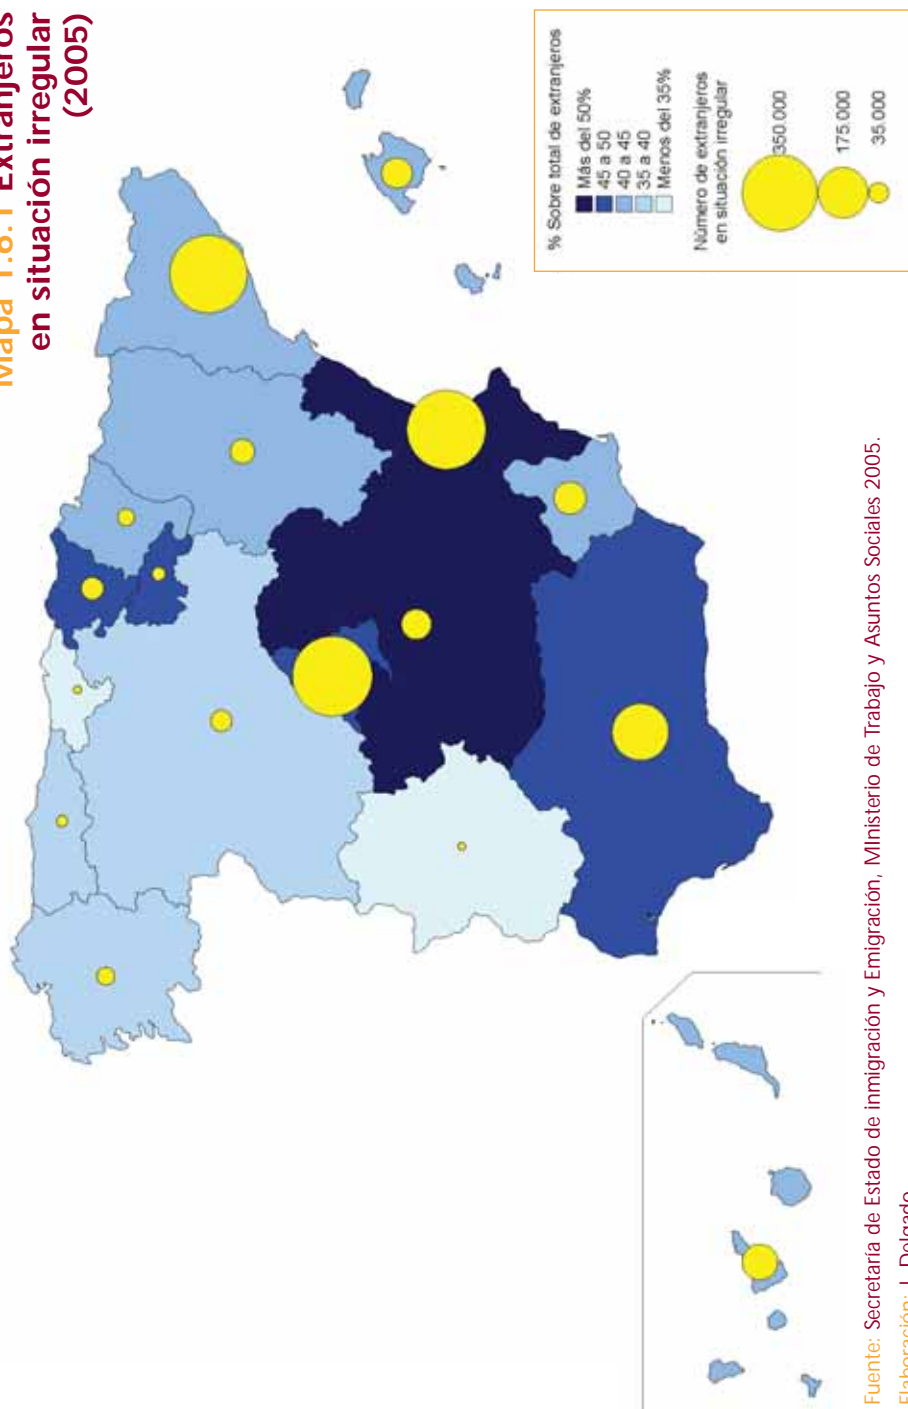 Mapa 1.8.1 Extranjeros
en situación irregular
(2005)
% Sobre total de extranjeros
Más del 50%
45 a 50
40 a 45
35 a 40
Menos del 35%
Número de extranjeros
en situación irregular
350.000
175.000
35.000
Fuente: Secretaría de Estado de inmigración y Emigración, MInisterio de Trabajo y Asuntos Sociales 2005.
Elaboración: J. Delgado